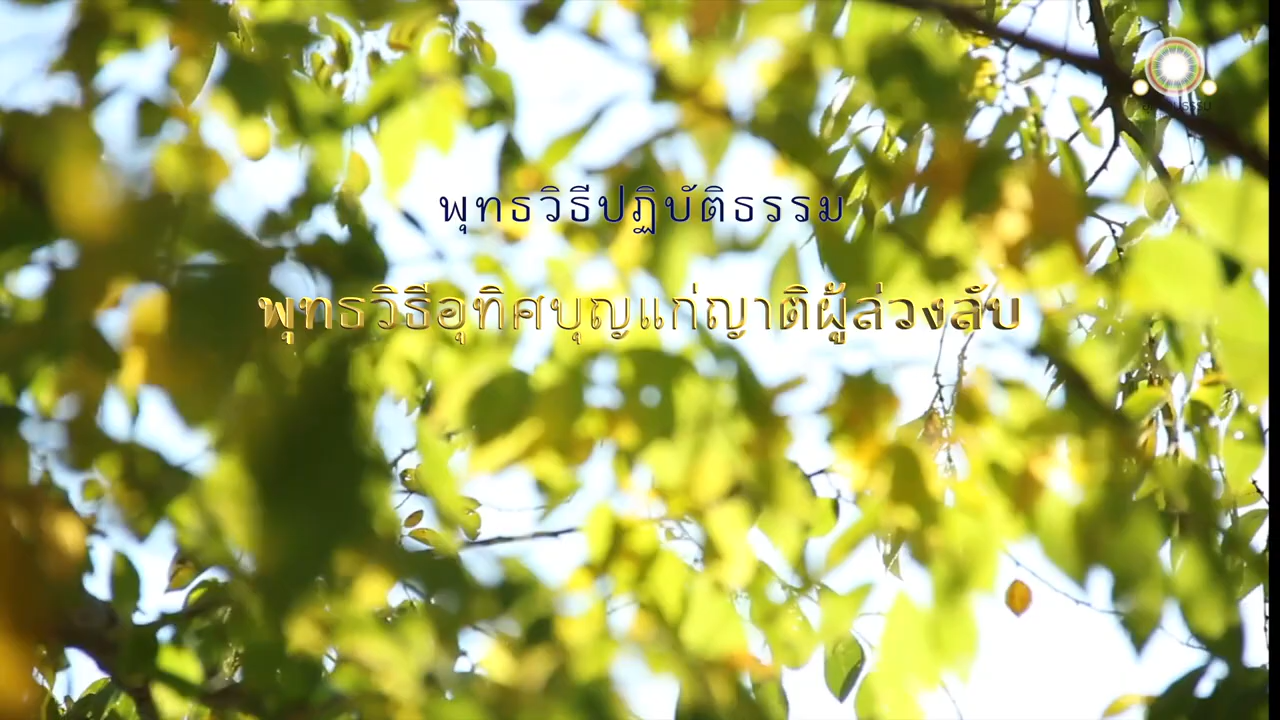 พุทธวิธีปฏิบัติธรรม
พุทธวิธีอุทิศบุญแก่ญาติผู้ล่วงลับ